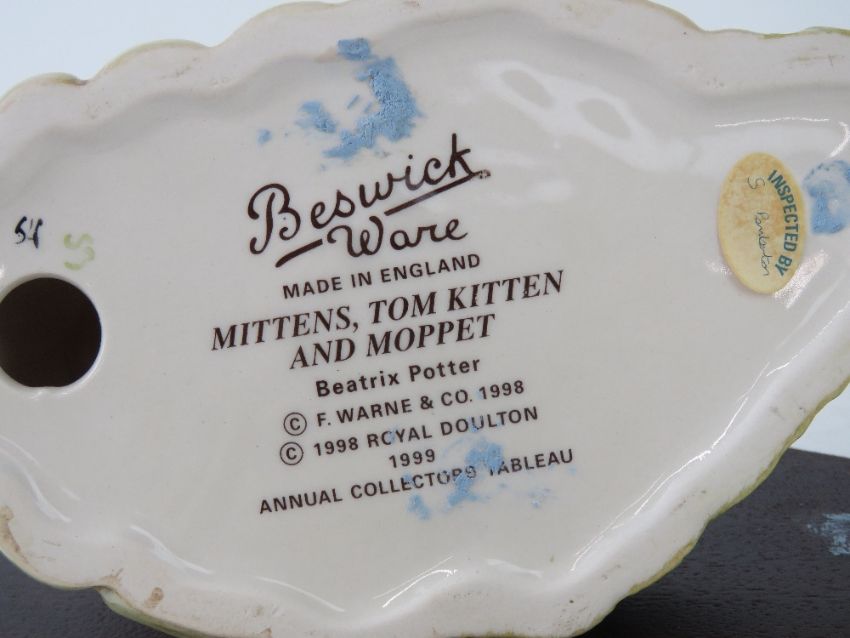 Beswick
Ware
MADE IN ENGLAND
MITTENS, TOM KITTEN
AND MOPPET
Beatrix Potter
© F. WARNE & CO. 1998
© 1998 ROYAL DOULTON
1999
ANNUAL COLLECTORS TABLEAU
INSPECTED BY
S